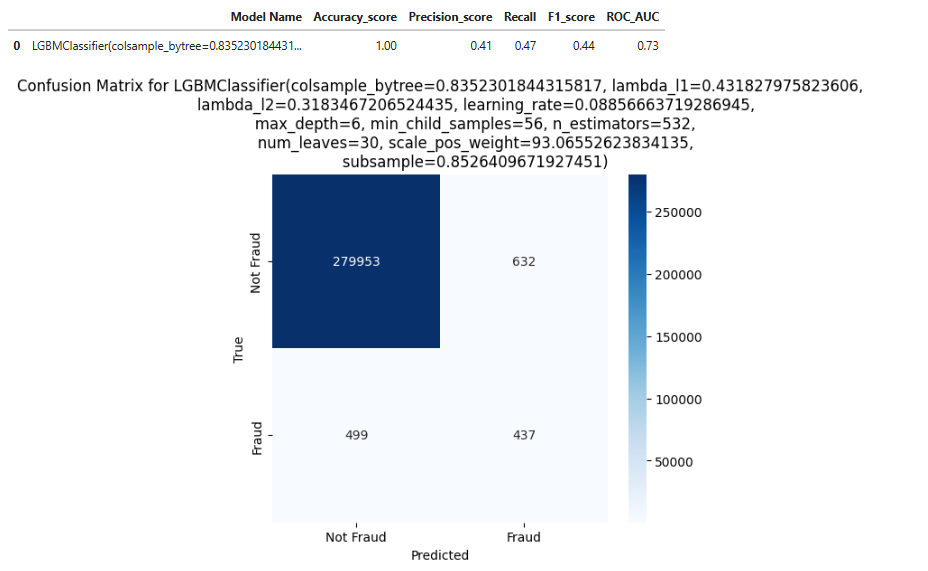 Model Name Accuracy_score Precision_score Recall F1_score ROC_AUC
0 LGBMClassifier(colsample_bytree=0.835230184431... 1.00 0.41 0.47 0.44 0.73
Confusion Matrix for LGBMClassifier(colsample_bytree=0.8352301844315817, lambda_l1=0.431827975823606,
lambda_l2=0.3183467206524435, learning_rate=0.08856663719286945,
max_depth=6, min_child_samples=56, n_estimators=532,
num_leaves=30, scale_pos_weight=93.06552623834135,
subsample=0.8526409671927451)
250000
200000
150000
100000
50000
Not Fraud
279953
632
True
Fraud
499
437
Not Fraud
Fraud
Predicted